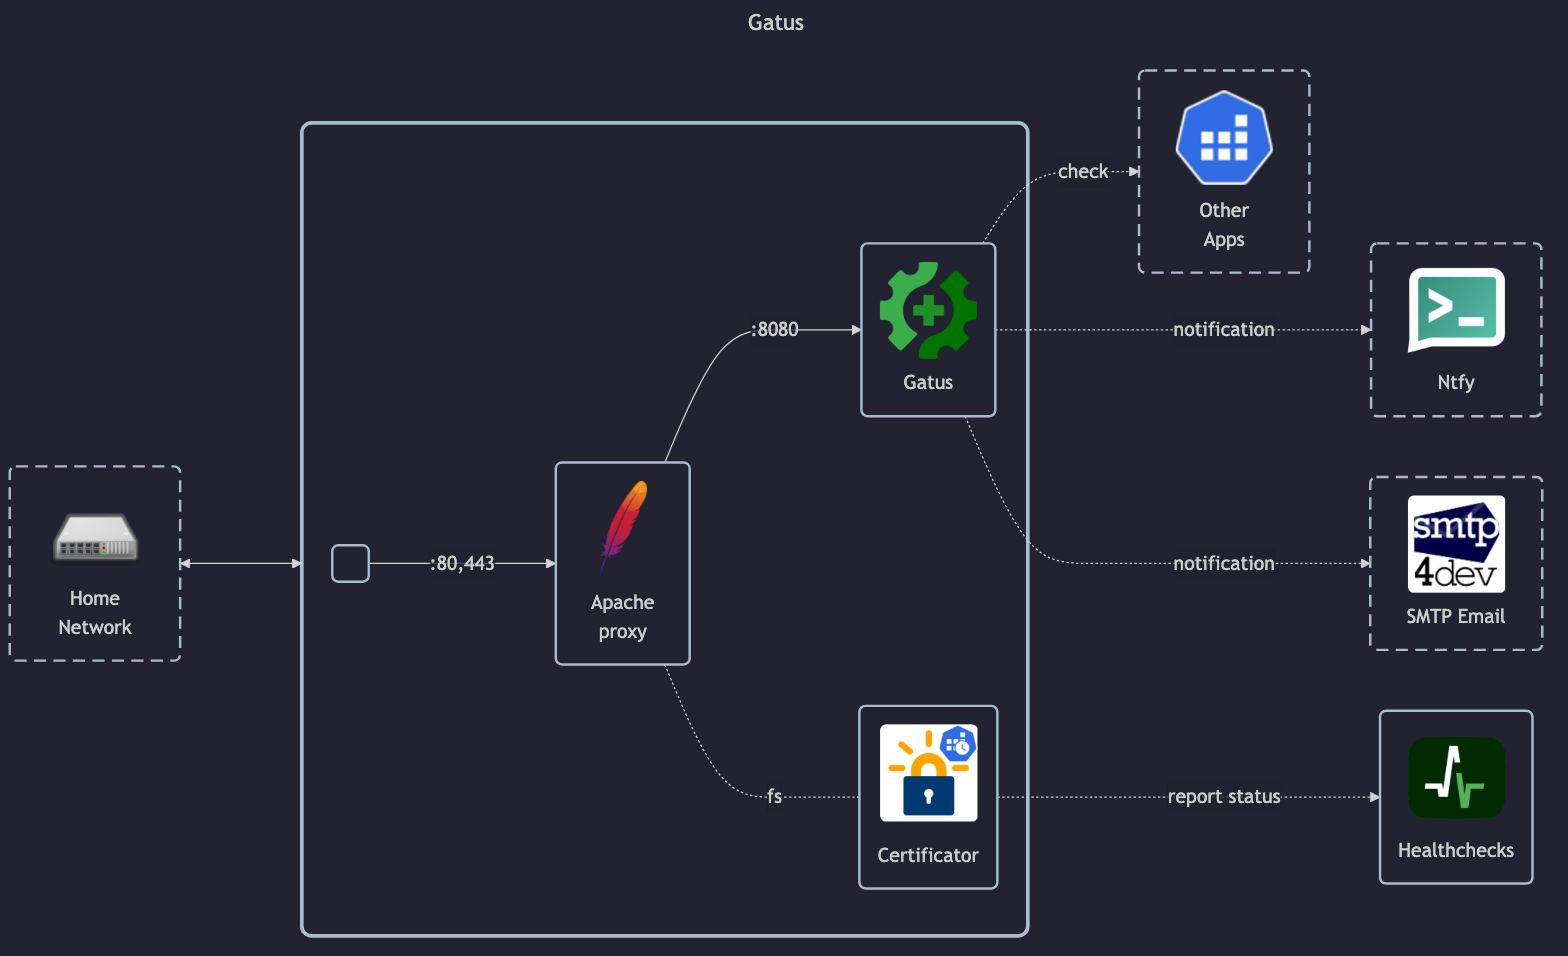 Gatus
check
Other
Apps
:8080
Gatus
notification
>_
Ntfy
Home
Network
:80,443
Apache
proxy
notification
smtp
4dev
SMTP Email
fs
Certificator
report status
Healthchecks